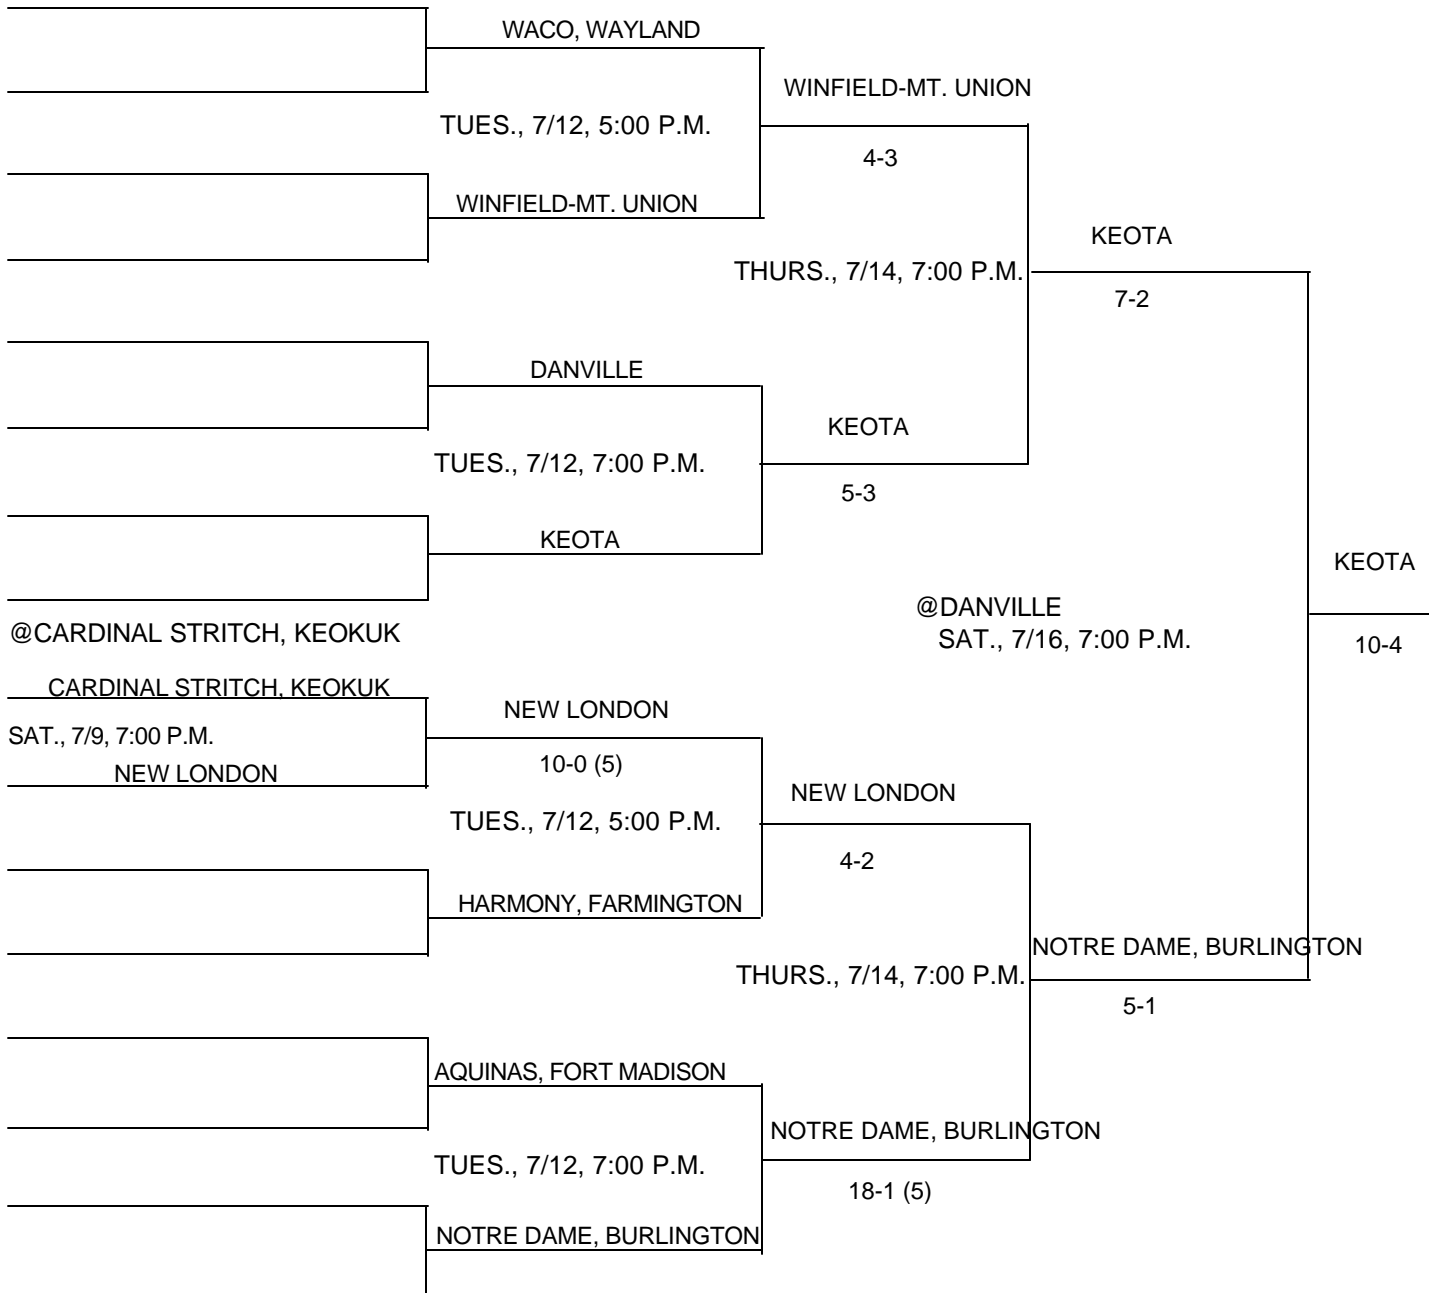 WACO, WAYLAND
WINFIELD-MT. UNION
TUES., 7/12, 5:00 P.M.
4-3
WINFIELD-MT. UNION
KEOTA
THURS., 7/14, 7:00 P.M.
7-2
DANVILLE
KEOTA
TUES., 7/12, 7:00 P.M.
5-3
KEOTA
KEOTA
@DANVILLE
@CARDINAL STRITCH, KEOKUK
SAT., 7/16, 7:00 P.M.
10-4
CARDINAL STRITCH, KEOKUK
NEW LONDON
SAT., 7/9, 7:00 P.M.
10-0 (5)
NEW LONDON
NEW LONDON
TUES., 7/12, 5:00 P.M.
4-2
HARMONY, FARMINGTON
NOTRE DAME, BURLINGTON
THURS., 7/14, 7:00 P.M.
5-1
AQUINAS, FORT MADISON
NOTRE DAME, BURLINGTON
TUES., 7/12, 7:00 P.M.
18-1 (5)
NOTRE DAME, BURLINGTON